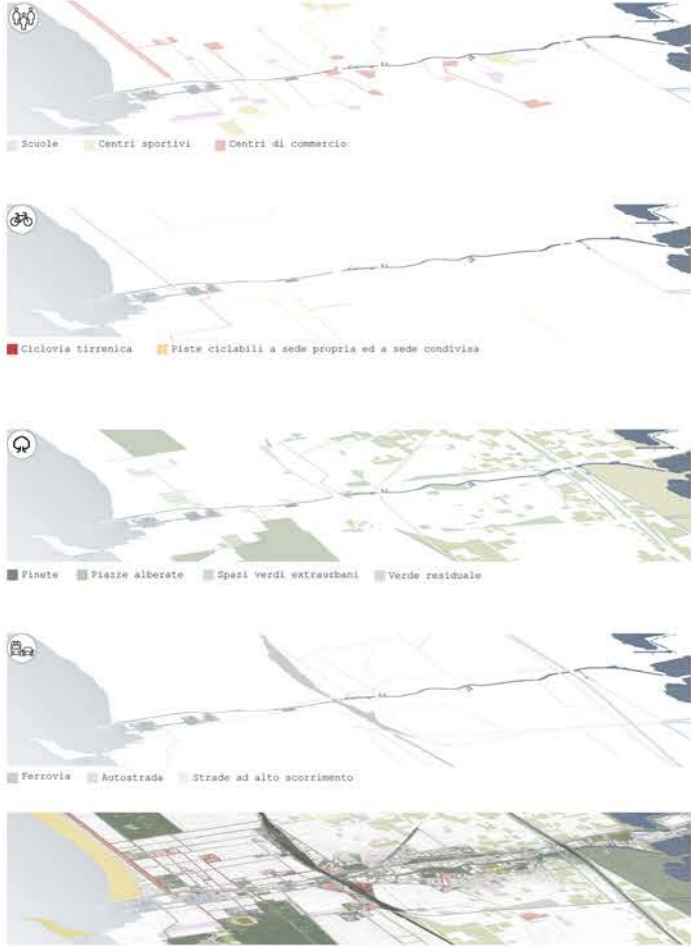 Scuole Centri sportivi Centri di commercio
Ciclovia tirrenica Piste ciclabili a sede propria ed a sede condivisa
Pinete Piazze alberate Spazi verdi extraurbani Verde residuale
Ferrovia Autostrada Strade ad alto scorrimento